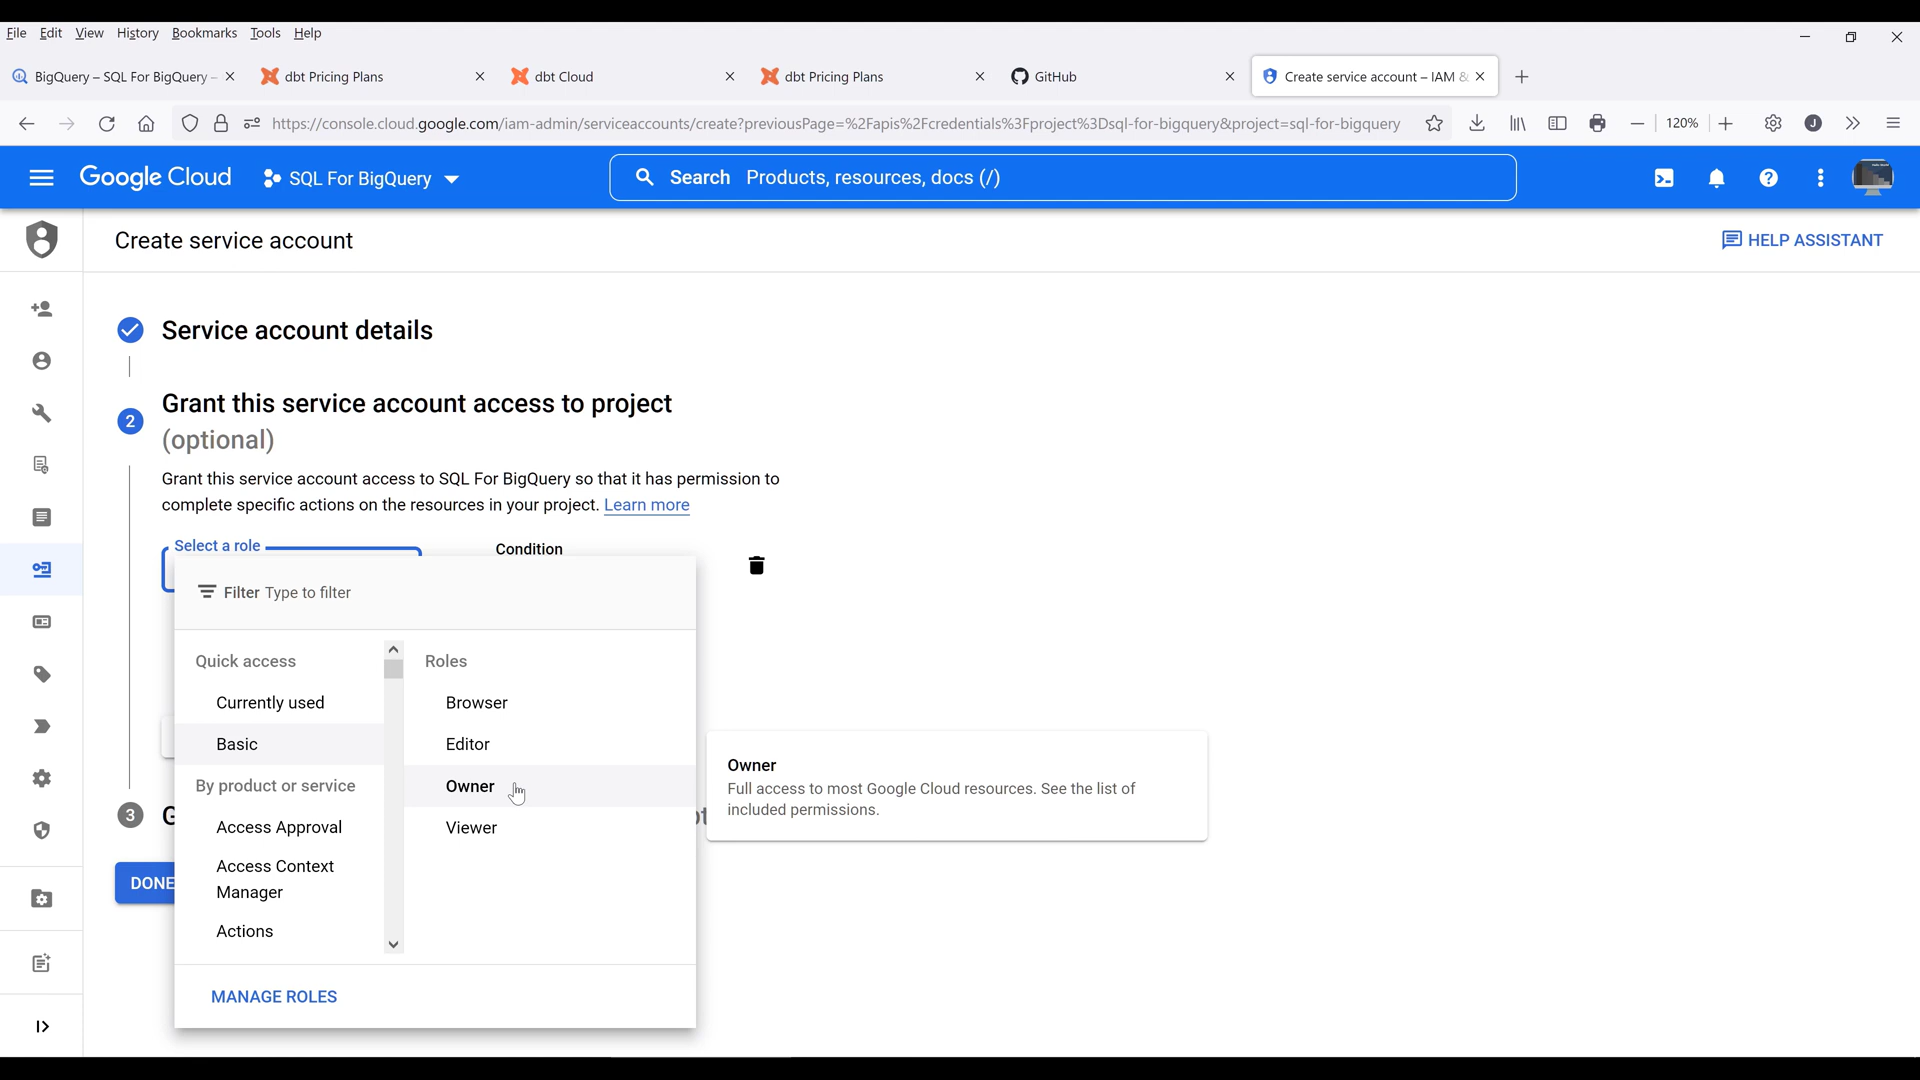 File Edit View History Bookmarks Tools Help
BigQuery – SQL For BigQuery – dbt Pricing Plans dbt Cloud dbt Pricing Plans GitHub Create service account – IAM &
https://console.cloud.google.com/iam-admin/serviceaccounts/create?previousPage=%2Fapis%2Fcredentials%3Fproject%3Dsql-for-bigquery&project=sql-for-bigquery 120% J
Google Cloud SQL For BigQuery Search Products, resources, docs (/)
Create service account HELP ASSISTANT
Service account details
2 Grant this service account access to project
(optional)
Grant this service account access to SQL For BigQuery so that it has permission to
complete specific actions on the resources in your project. Learn more
Select a role Condition
Filter Type to filter
Quick access
Currently used
Basic
By product or service
Access Approval
Access Context
Manager
Actions
Roles
Browser
Editor
Owner
Viewer
Owner
Full access to most Google Cloud resources. See the list of
included permissions.
3 G
DONE
MANAGE ROLES